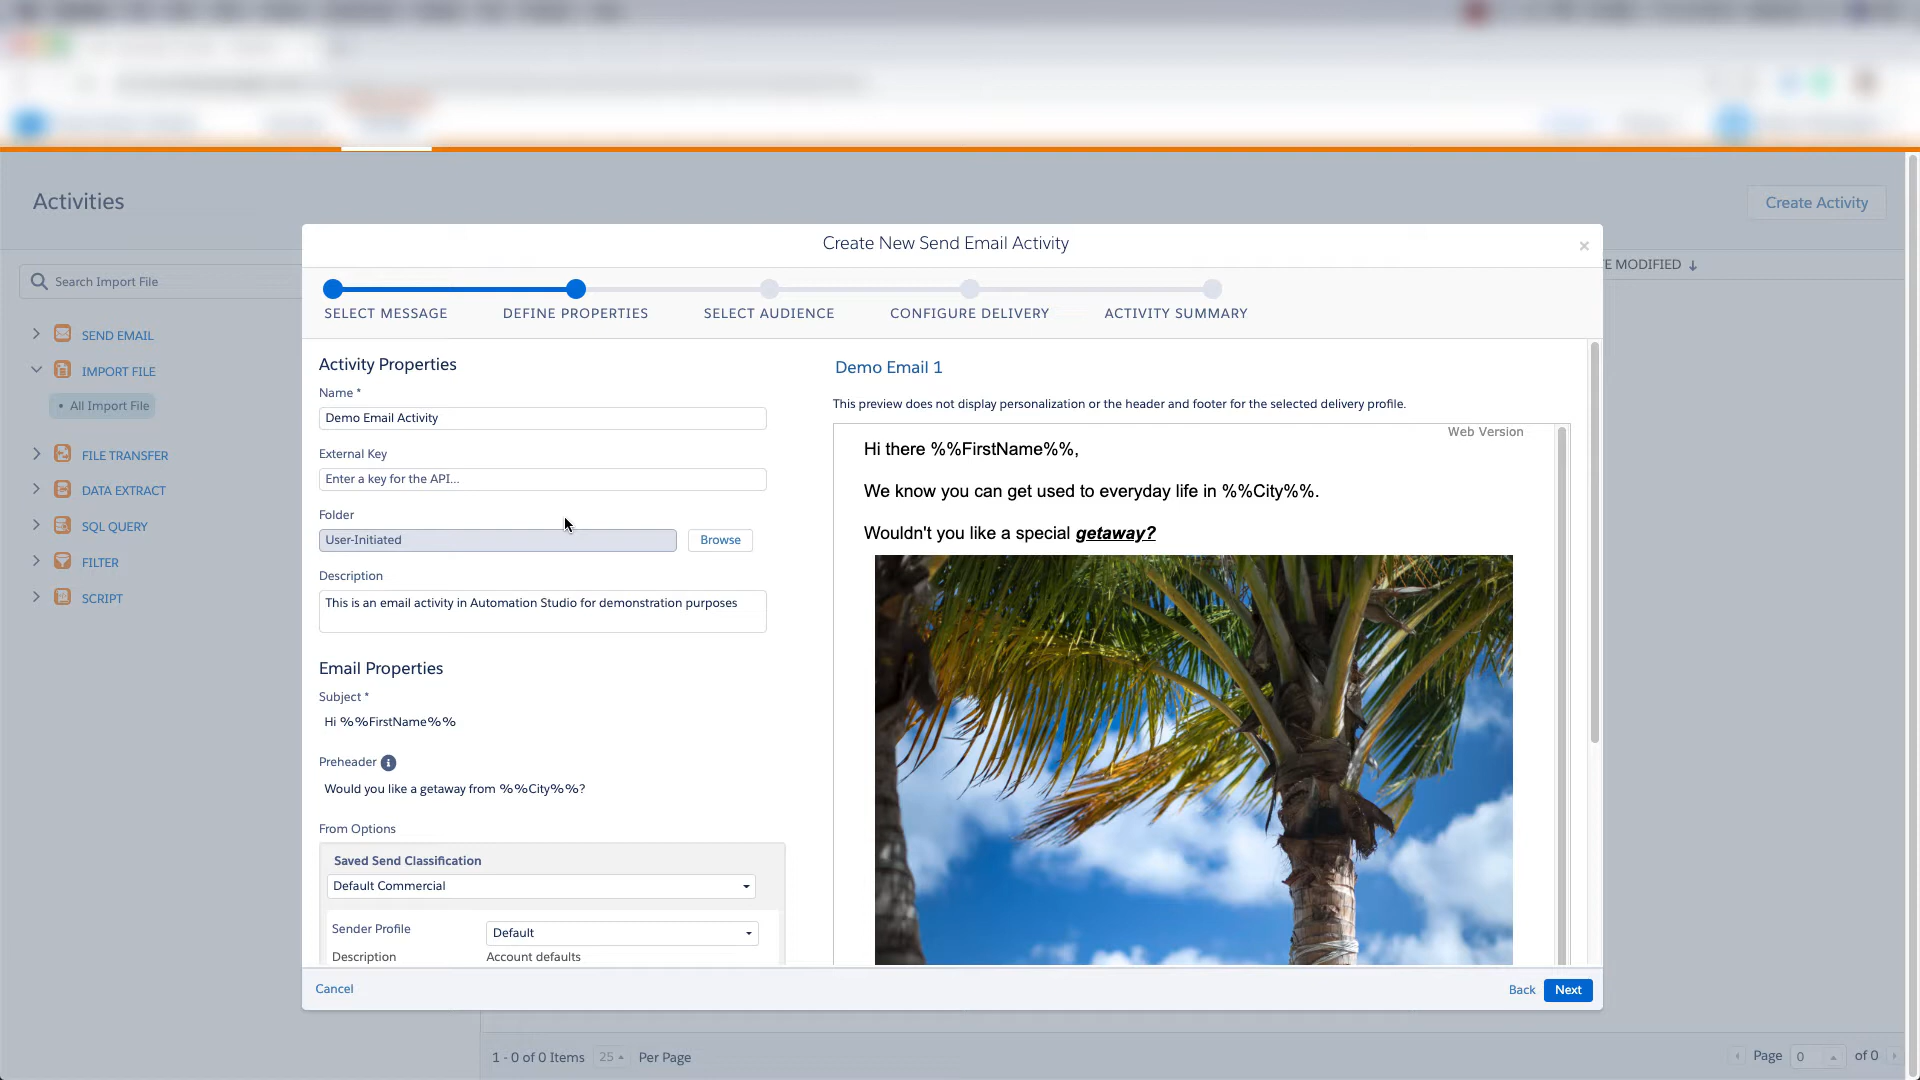 Activities
Create Activity
Create New Send Email Activity
×
Search Import File
TE MODIFIED ↓
SELECT MESSAGE
DEFINE PROPERTIES
SELECT AUDIENCE
CONFIGURE DELIVERY
ACTIVITY SUMMARY
SEND EMAIL
IMPORT FILE
• All Import File
FILE TRANSFER
DATA EXTRACT
SQL QUERY
FILTER
SCRIPT
Activity Properties
Name *
Demo Email Activity
External Key
Enter a key for the API...
Folder
User-Initiated
Browse
Description
This is an email activity in Automation Studio for demonstration purposes
Email Properties
Subject *
Hi %%FirstName%%
Preheader i
Would you like a getaway from %%City%%?
From Options
Saved Send Classification
Default Commercial
Sender Profile
Default
Description
Account defaults
Demo Email 1
This preview does not display personalization or the header and footer for the selected delivery profile.
Web Version
Hi there %%FirstName%%,
We know you can get used to everyday life in %%City%%.
Wouldn't you like a special getaway?
Cancel
Back
Next
1 - 0 of 0 Items
25
Per Page
Page
0
of 0